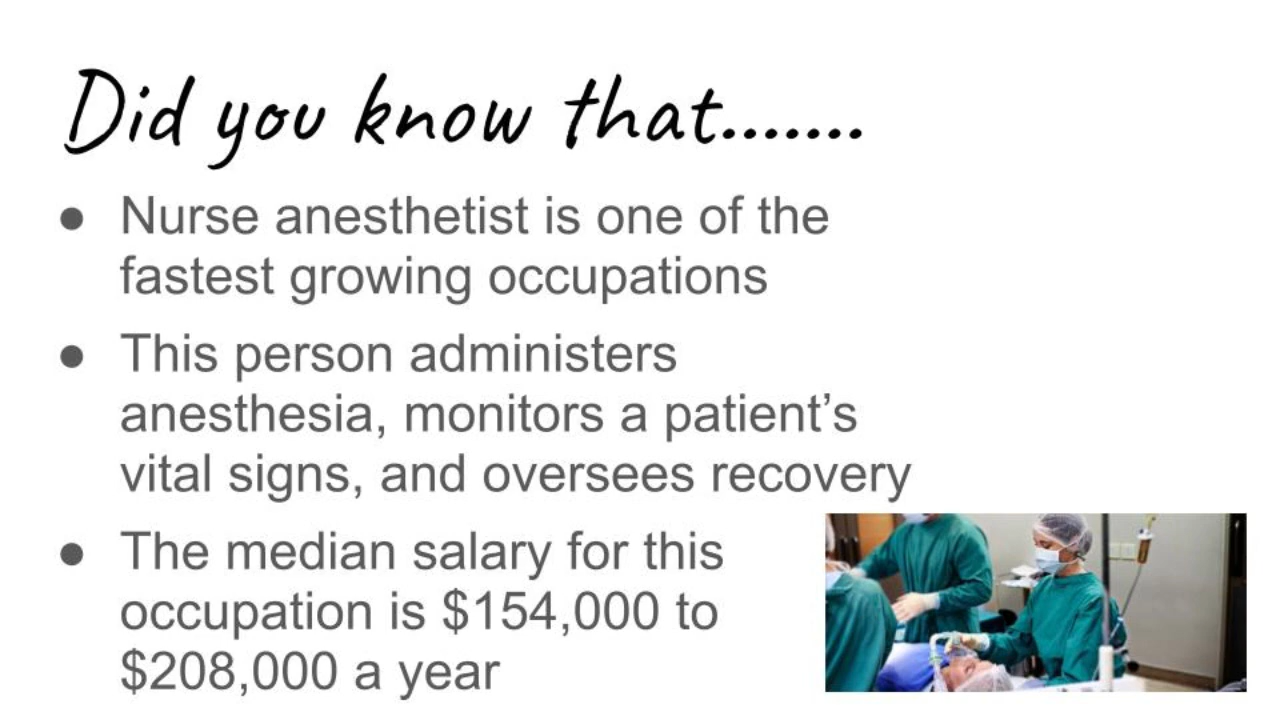 Did you know that.......
● Nurse anesthetist is one of the
fastest growing occupations
● This person administers
anesthesia, monitors a patient’s
vital signs, and oversees recovery
● The median salary for this
occupation is $154,000 to
$208,000 a year